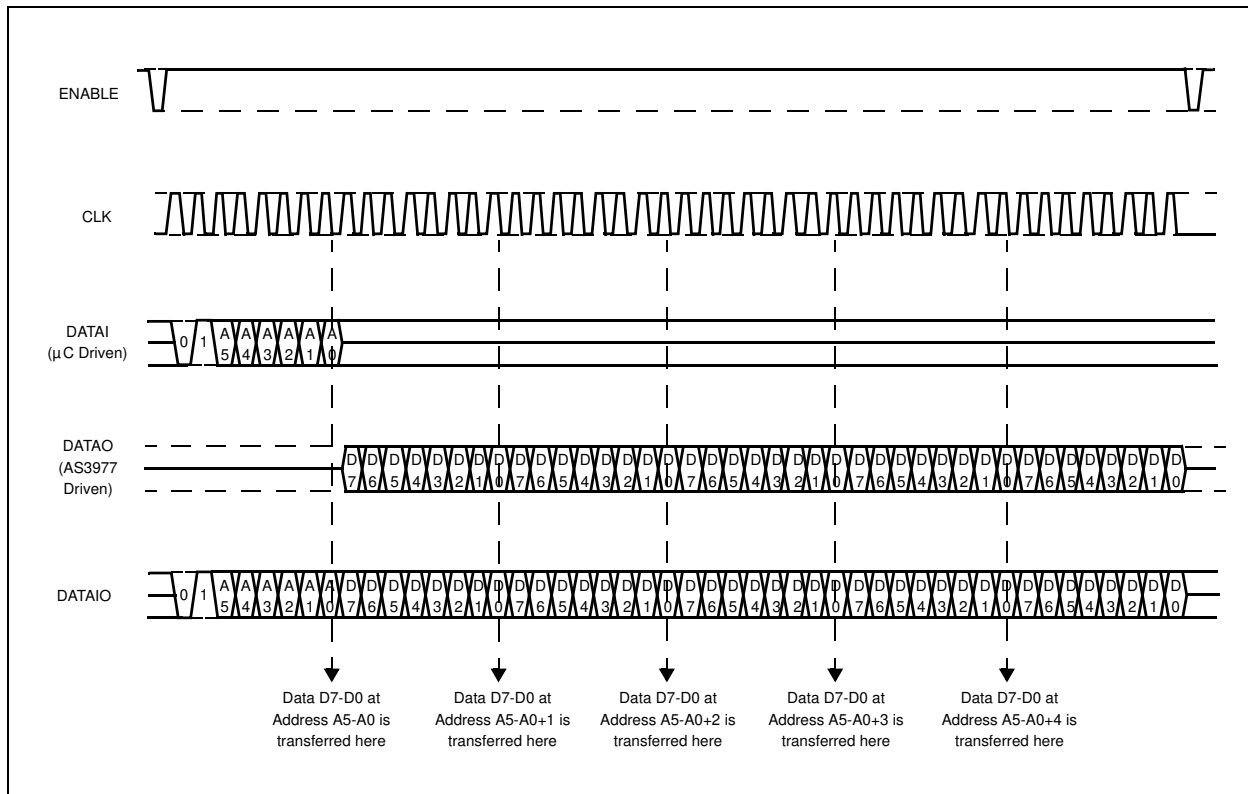 ENABLE
CLK
DATAI
(µC Driven)
0 1 A5 A4 A3 A2 A1 A0
DATAO
(AS3977
Driven)
D7 D6 D5 D4 D3 D2 D1 D0 D7 D6 D5 D4 D3 D2 D1 D0 D7 D6 D5 D4 D3 D2 D1 D0 D7 D6 D5 D4 D3 D2 D1 D0 D7 D6 D5 D4 D3 D2 D1 D0
DATAIO
0 1 A5 A4 A3 A2 A1 A0 D7 D6 D5 D4 D3 D2 D1 D0 D7 D6 D5 D4 D3 D2 D1 D0 D7 D6 D5 D4 D3 D2 D1 D0 D7 D6 D5 D4 D3 D2 D1 D0 D7 D6 D5 D4 D3 D2 D1 D0
Data D7-D0 at
Address A5-A0 is
transferred here
Data D7-D0 at
Address A5-A0+1 is
transferred here
Data D7-D0 at
Address A5-A0+2 is
transferred here
Data D7-D0 at
Address A5-A0+3 is
transferred here
Data D7-D0 at
Address A5-A0+4 is
transferred here